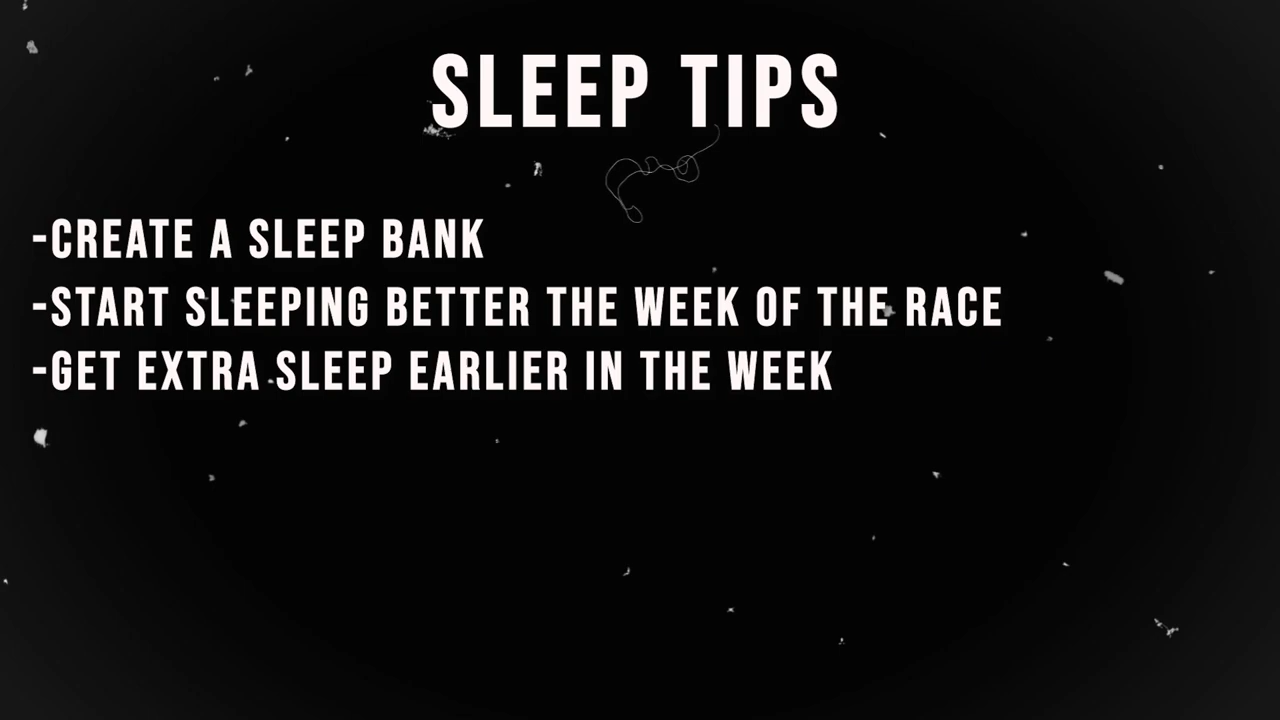 SLEEP TIPS
-CREATE A SLEEP BANK
-START SLEEPING BETTER THE WEEK OF THE RACE
-GET EXTRA SLEEP EARLIER IN THE WEEK